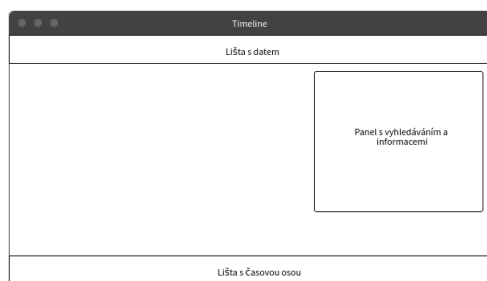 Timeline
Lišta s datem
Panel s vyhledáváním a
informacemi
Lišta s časovou osou